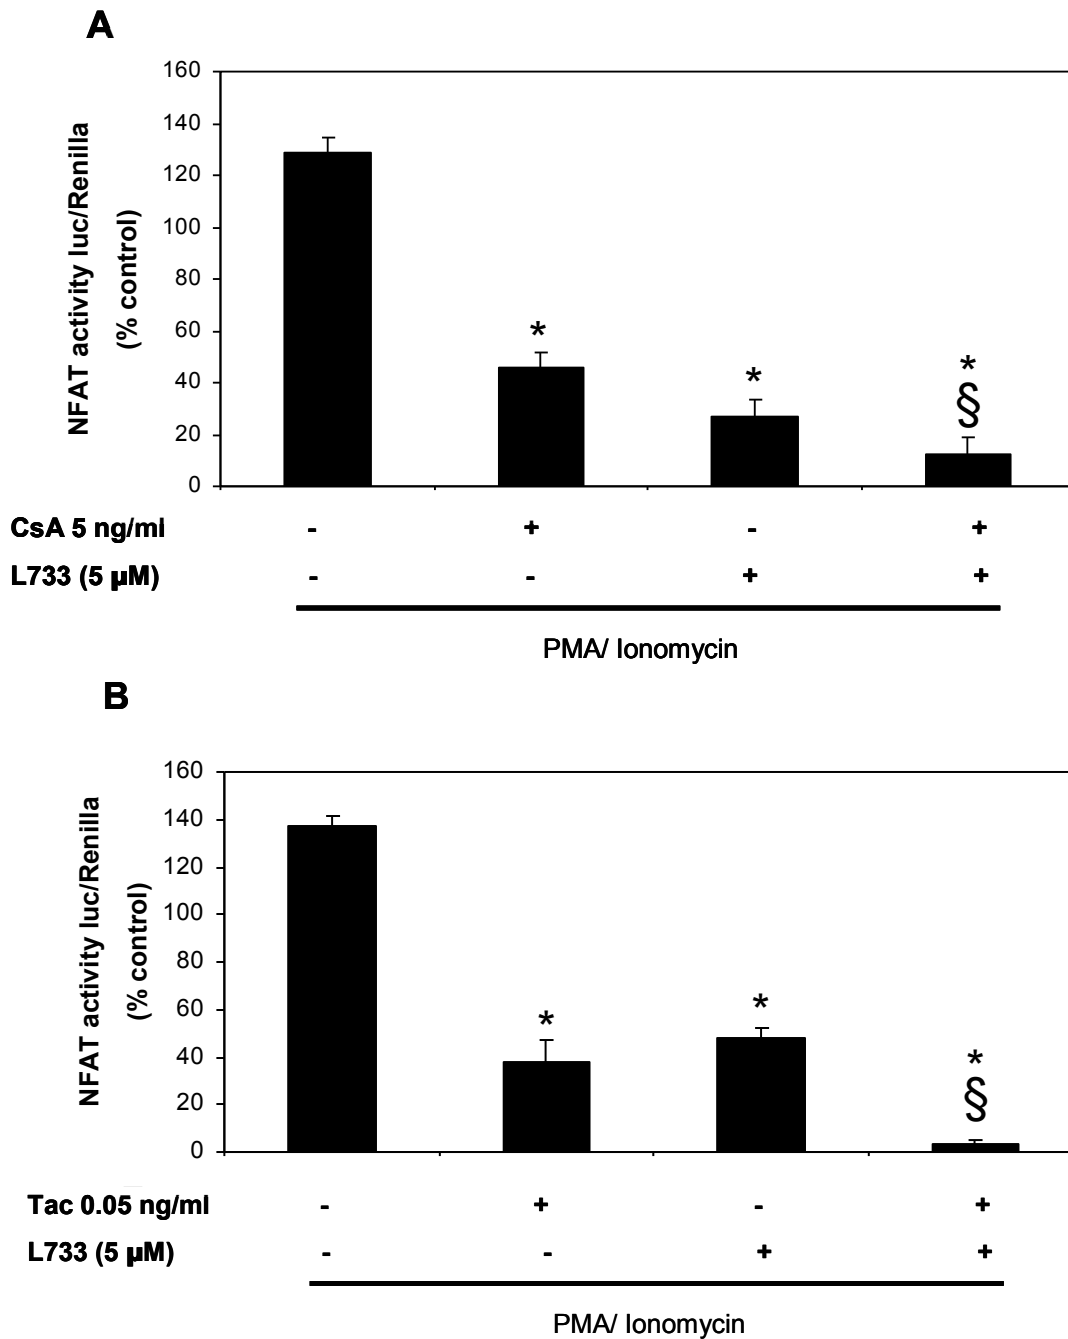 A
NFAT activity luc/Renilla
(% control)
160
140
120
100
80
60
40
20
0
*
*
*
§
CsA 5 ng/ml - + - +
L733 (5 µM) - - + +
PMA/ Ionomycin
B
NFAT activity luc/Renilla
(% control)
160
140
120
100
80
60
40
20
0
*
*
*
§
Tac 0.05 ng/ml - + - +
L733 (5 µM) - - + +
PMA/ Ionomycin